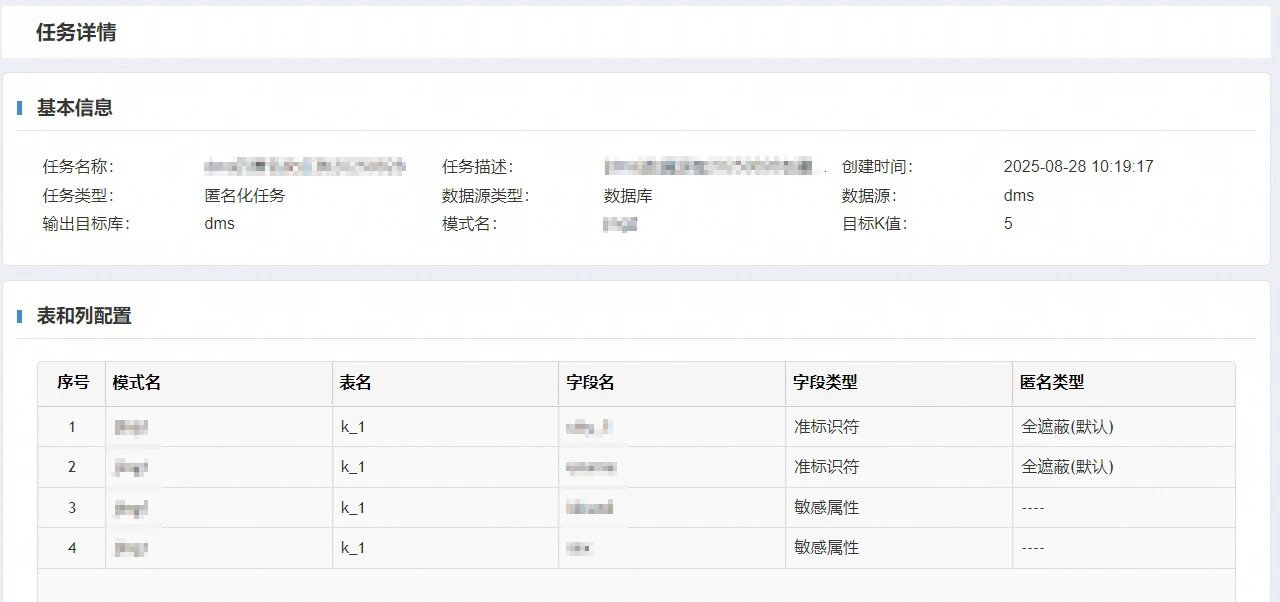 任务详情
基本信息
任务名称: 任务描述: 创建时间: 2025-08-28 10:19:17
任务类型: 匿名化任务 数据源类型: 数据库 数据源: dms
输出目标库: dms 模式名: 目标K值: 5
表和列配置
序号 模式名 表名 字段名 字段类型 匿名类型
1 k_1 准标识符 全遮蔽(默认)
2 k_1 准标识符 全遮蔽(默认)
3 k_1 敏感属性 ----
4 k_1 敏感属性 ----